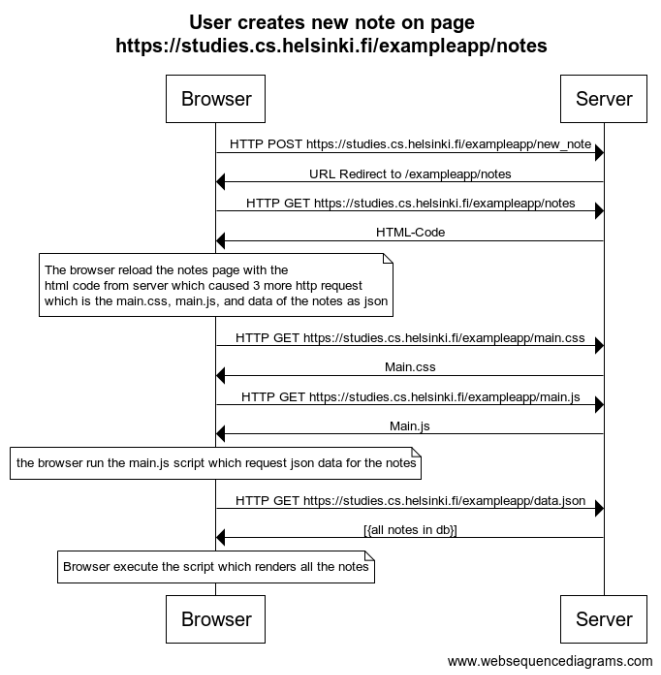 User creates new note on page
https://studies.cs.helsinki.fi/exampleapp/notes
Browser
Server
HTTP POST https://studies.cs.helsinki.fi/exampleapp/new_note
URL Redirect to /exampleapp/notes
HTTP GET https://studies.cs.helsinki.fi/exampleapp/notes
HTML-Code
The browser reload the notes page with the
html code from server which caused 3 more http request
which is the main.css, main.js, and data of the notes as json
HTTP GET https://studies.cs.helsinki.fi/exampleapp/main.css
Main.css
HTTP GET https://studies.cs.helsinki.fi/exampleapp/main.js
Main.js
the browser run the main.js script which request json data for the notes
HTTP GET https://studies.cs.helsinki.fi/exampleapp/data.json
[{all notes in db}]
Browser execute the script which renders all the notes
Browser
Server
www.websequencediagrams.com